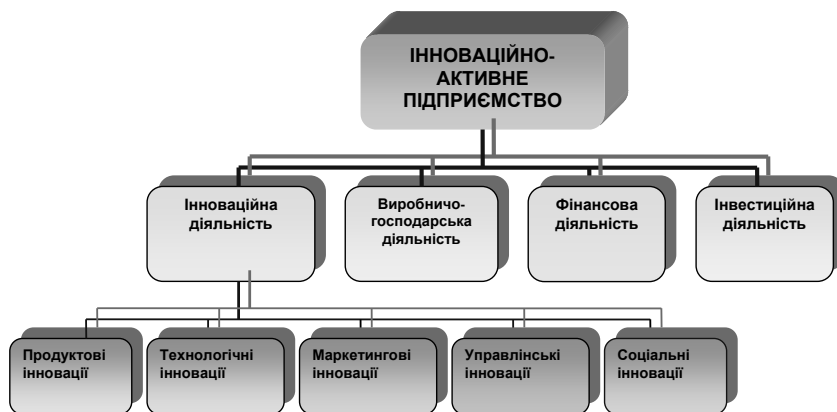 ІННОВАЦІЙНО-
АКТИВНЕ
ПІДПРИЄМСТВО
Інноваційна
діяльність
Виробничо-
господарська
діяльність
Фінансова
діяльність
Інвестиційна
діяльність
Продуктові
інновації
Технологічні
інновації
Маркетингові
інновації
Управлінські
інновації
Соціальні
інновації